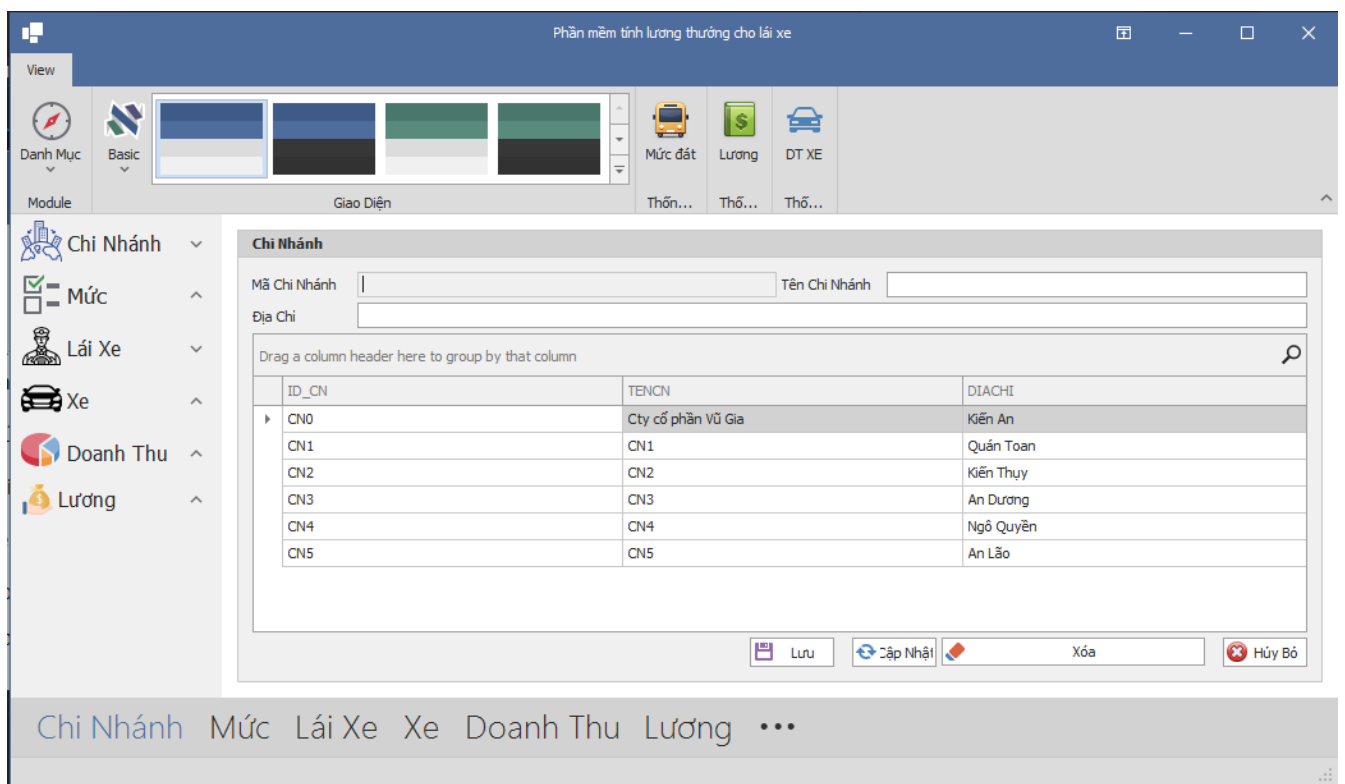 Phần mềm tính lương thưởng cho lái xe
View
Danh Mục Basic Mức đát Lương DT XE
Module Giao Diện Thốn... Thố... Thố...
Chi Nhánh
Mức
Lái Xe
Xe
Doanh Thu
Lương
Chi Nhánh
Mã Chi Nhánh Tên Chi Nhánh
Địa Chỉ
Drag a column header here to group by that column
ID_CN TENCN DIACHI
CN0 Cty cổ phần Vũ Gia Kiến An
CN1 CN1 Quán Toan
CN2 CN2 Kiến Thụy
CN3 CN3 An Dương
CN4 CN4 Ngô Quyền
CN5 CN5 An Lão
Lưu Cập Nhật Xóa Hủy Bỏ
Chi Nhánh Mức Lái Xe Xe Doanh Thu Lương •••